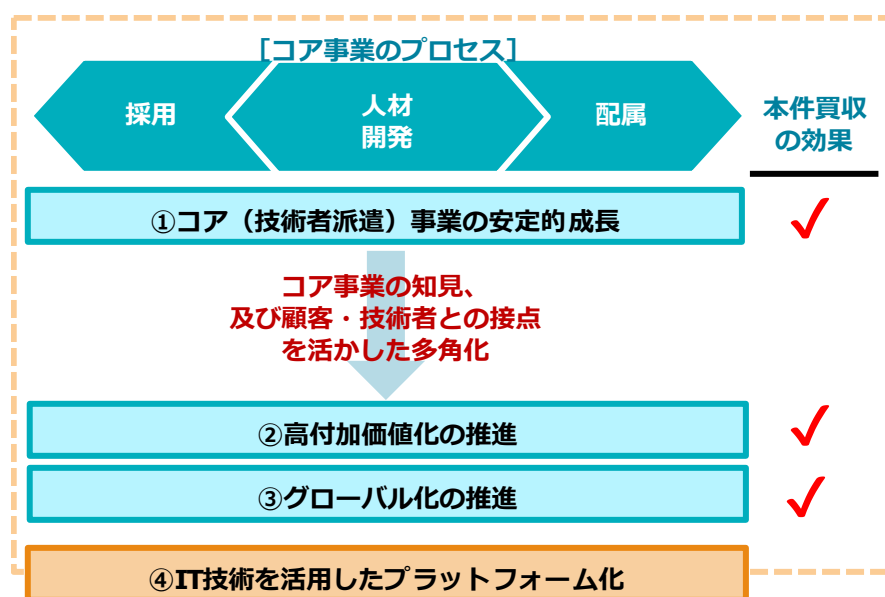 ［コア事業のプロセス］
採用
人材
開発
配属
本件買収
の効果
①コア（技術者派遣）事業の安定的成長
コア事業の知見、
及び顧客・技術者との接点
を活かした多角化
②高付加価値化の推進
③グローバル化の推進
④IT技術を活用したプラットフォーム化